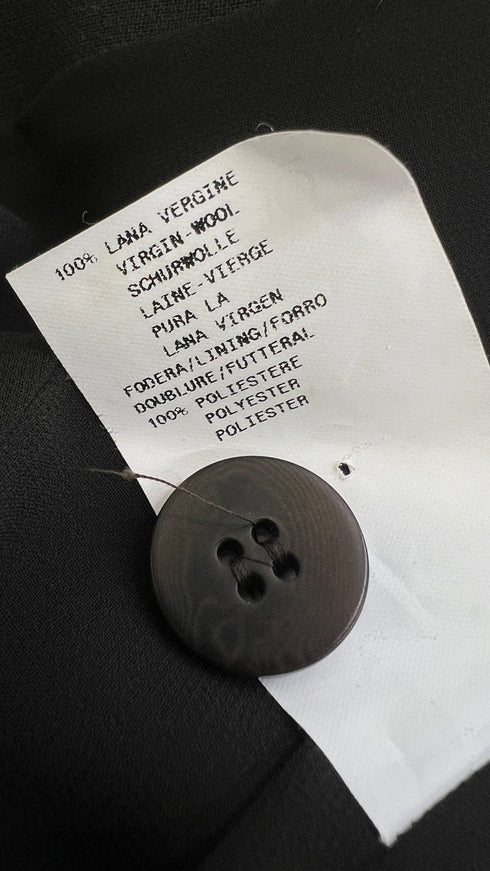 100% LANA VERGINE
VIRGIN-WOOL
SCHURWOLLE
LAINE-VIERGE
PURA LA
LANA VIRGEN
FODERA/LINING/FORRO
DOUBLURE/FUTTERAL
100% POLIESTERE
POLYESTER
POLIESTER